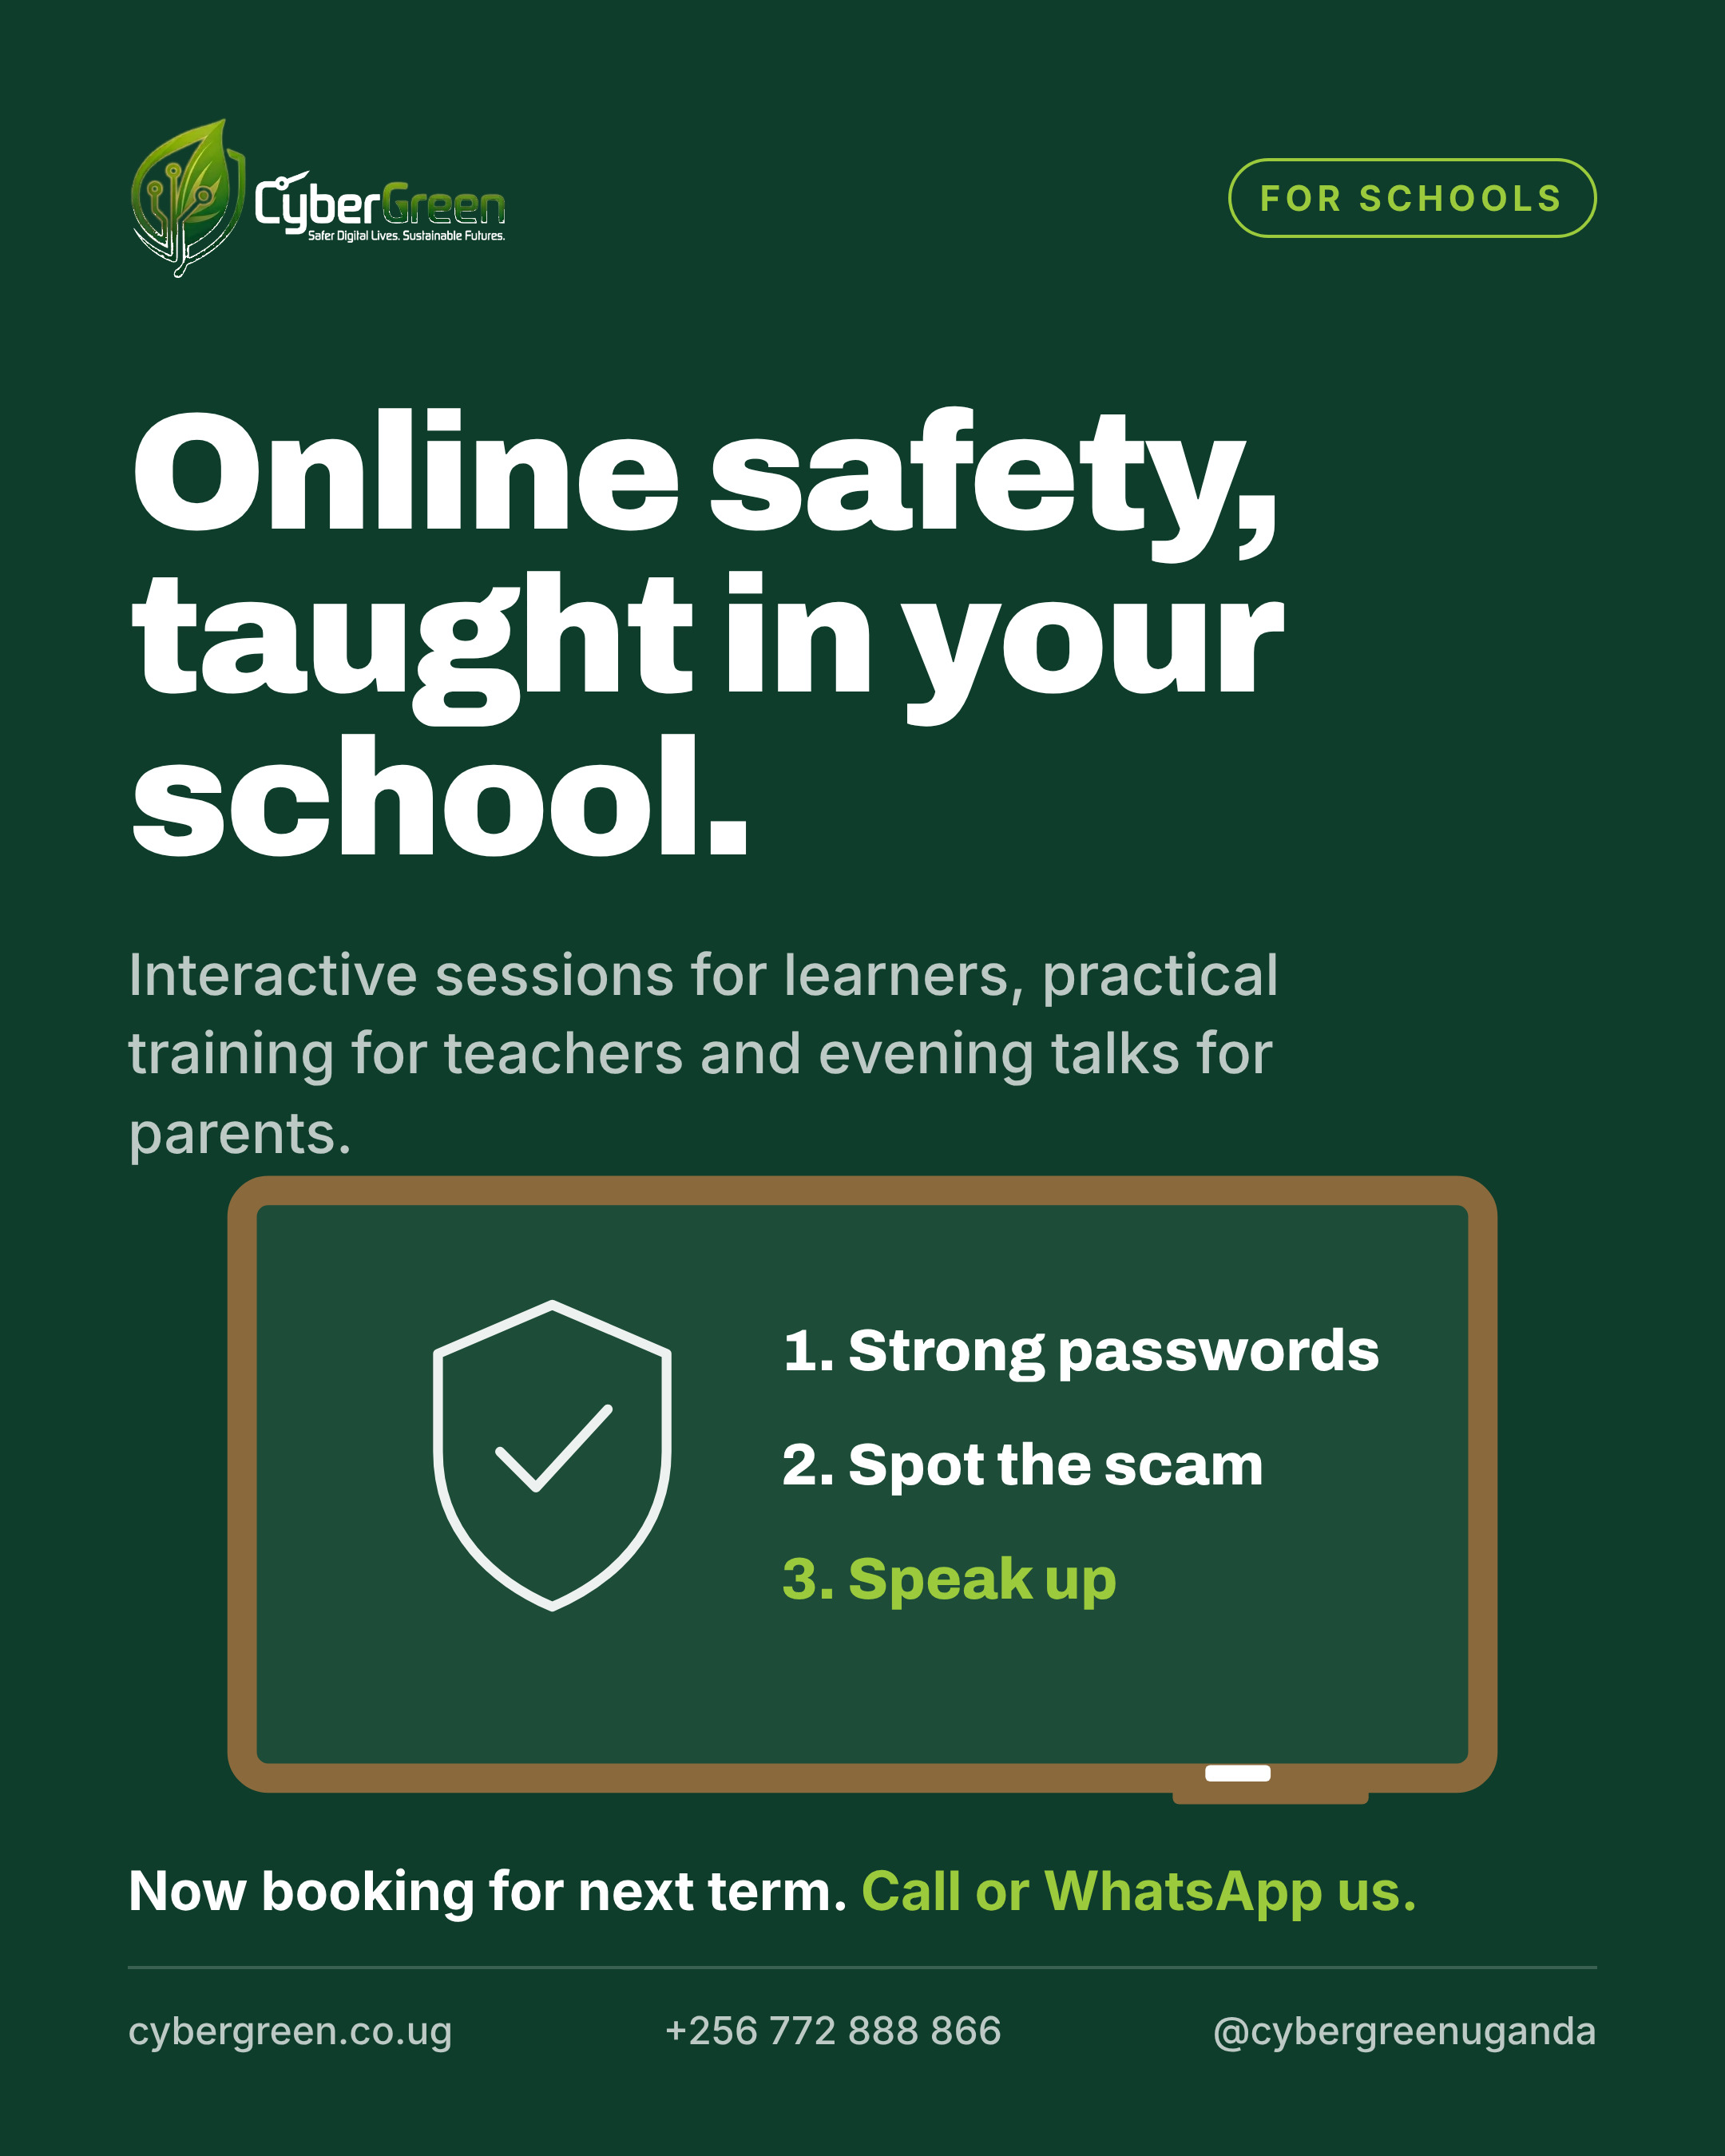 CyberGreen
Safer Digital Lives. Sustainable Futures.
FOR SCHOOLS
Online safety,
taught in your
school.
Interactive sessions for learners, practical
training for teachers and evening talks for
parents.
1. Strong passwords
2. Spot the scam
3. Speak up
Now booking for next term. Call or WhatsApp us.
cybergreen.co.ug
+256 772 888 866
@cybergreenuganda